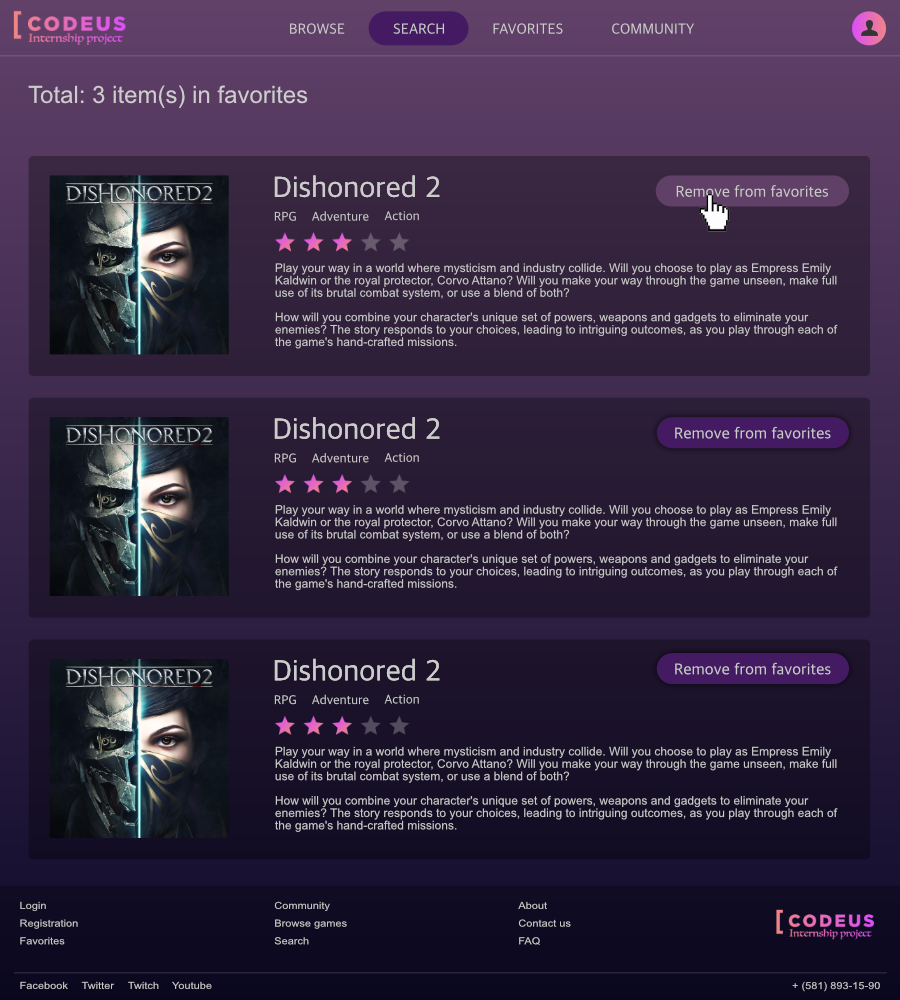 [ CODEUS
Internship project
BROWSE
SEARCH
FAVORITES
COMMUNITY
Total: 3 item(s) in favorites
DISHONORED 2
Dishonored 2
Remove from favorites
RPG Adventure Action
Play your way in a world where mysticism and industry collide. Will you choose to play as Empress Emily
Kaldwin or the royal protector, Corvo Attano? Will you make your way through the game unseen, make full
use of its brutal combat system, or use a blend of both?
How will you combine your character's unique set of powers, weapons and gadgets to eliminate your
enemies? The story responds to your choices, leading to intriguing outcomes, as you play through each of
the game's hand-crafted missions.
DISHONORED 2
Dishonored 2
Remove from favorites
RPG Adventure Action
Play your way in a world where mysticism and industry collide. Will you choose to play as Empress Emily
Kaldwin or the royal protector, Corvo Attano? Will you make your way through the game unseen, make full
use of its brutal combat system, or use a blend of both?
How will you combine your character's unique set of powers, weapons and gadgets to eliminate your
enemies? The story responds to your choices, leading to intriguing outcomes, as you play through each of
the game's hand-crafted missions.
DISHONORED 2
Dishonored 2
Remove from favorites
RPG Adventure Action
Play your way in a world where mysticism and industry collide. Will you choose to play as Empress Emily
Kaldwin or the royal protector, Corvo Attano? Will you make your way through the game unseen, make full
use of its brutal combat system, or use a blend of both?
How will you combine your character's unique set of powers, weapons and gadgets to eliminate your
enemies? The story responds to your choices, leading to intriguing outcomes, as you play through each of
the game's hand-crafted missions.
Login
Registration
Favorites
Community
Browse games
Search
About
Contact us
FAQ
[ CODEUS
Internship project
Facebook Twitter Twitch Youtube
+ (581) 893-15-90